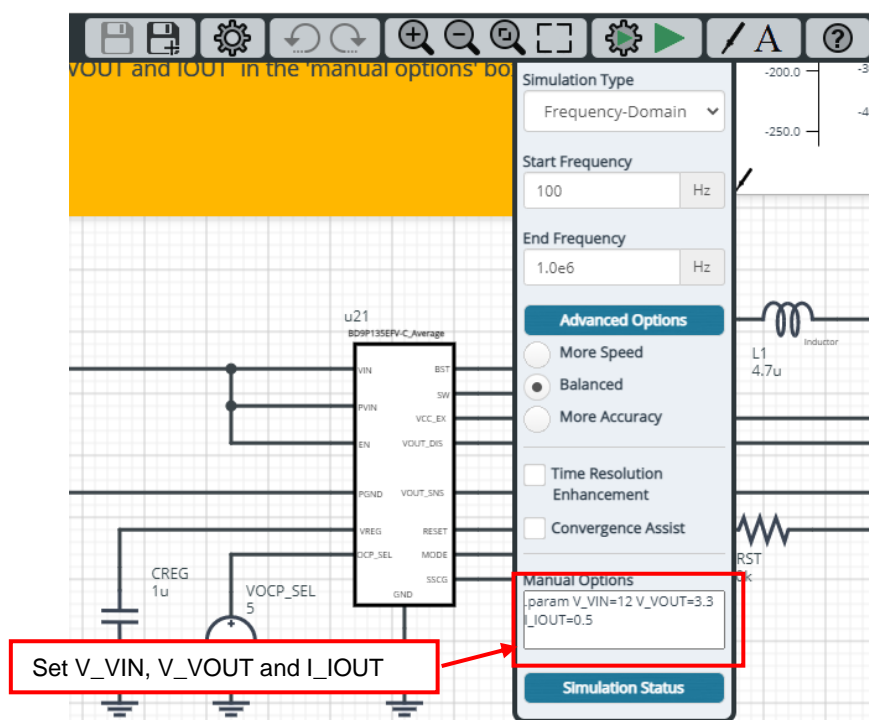 A
?
VOUT and IOUT in the 'manual options' bo
Simulation Type
Frequency-Domain
Start Frequency
100 Hz
End Frequency
1.0e6 Hz
Advanced Options
More Speed
Balanced
More Accuracy
Time Resolution
Enhancement
Convergence Assist
Manual Options
.param V_VIN=12 V_VOUT=3.3
I_IOUT=0.5
Simulation Status
-200.0
-250.0
-3
-4
u21
BD9P135EFV-C_Average
VIN
PVIN
EN
PGND
VREG
OCP_SEL
BST
SW
VCC_EX
VOUT_DIS
VOUT_SNS
RESET
MODE
SSCG
GND
L1
4.7u
Inductor
RST
CREG
1u
VOCP_SEL
5
Set V_VIN, V_VOUT and I_IOUT